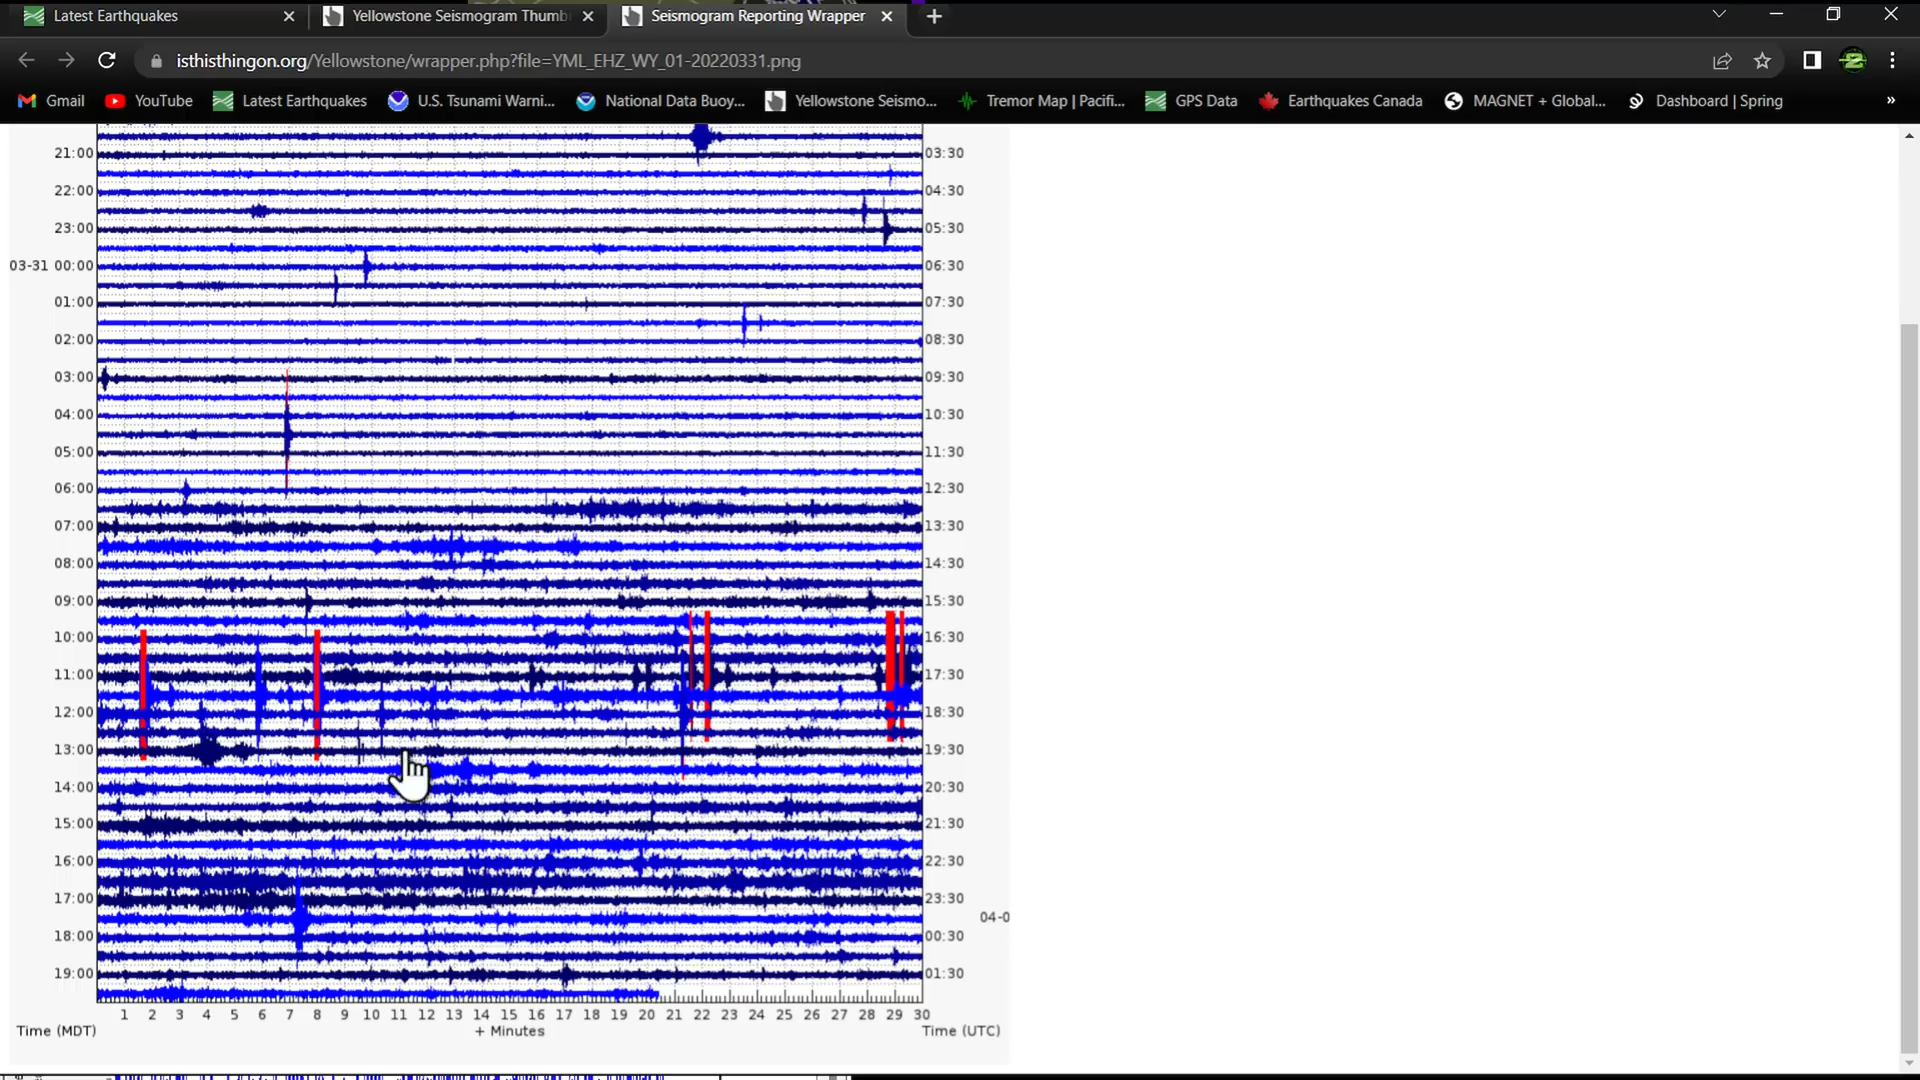 Latest Earthquakes
Yellowstone Seismogram Thumb
Seismogram Reporting Wrapper
isthisthingon.org/Yellowstone/wrapper.php?file=YML_EHZ_WY_01-20220331.png
Gmail YouTube Latest Earthquakes U.S. Tsunami Warni... National Data Buoy... Yellowstone Seismo... Tremor Map | Pacifi... GPS Data Earthquakes Canada MAGNET + Global... Dashboard | Spring »
21:00 03:30
22:00 04:30
23:00 05:30
03-31 00:00 06:30
01:00 07:30
02:00 08:30
03:00 09:30
04:00 10:30
05:00 11:30
06:00 12:30
07:00 13:30
08:00 14:30
09:00 15:30
10:00 16:30
11:00 17:30
12:00 18:30
13:00 19:30
14:00 20:30
15:00 21:30
16:00 22:30
17:00 23:30
04-0
18:00 00:30
19:00 01:30
1 2 3 4 5 6 7 8 9 10 11 12 13 14 15 16 17 18 19 20 21 22 23 24 25 26 27 28 29 30
Time (MDT) + Minutes Time (UTC)